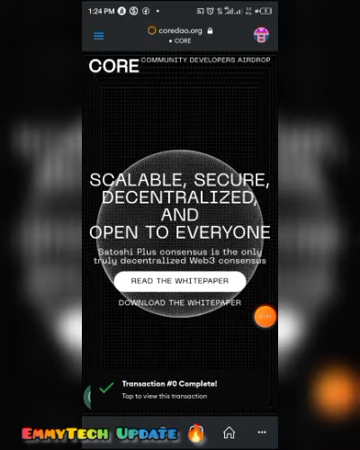 1:24 PM
coredao.org
CORE
CORE
COMMUNITY DEVELOPERS AIRDROP
SCALABLE, SECURE,
DECENTRALIZED,
AND
OPEN TO EVERYONE
Satoshi Plus consensus is the only
truly decentralized Web3 consensus
READ THE WHITEPAPER
DOWNLOAD THE WHITEPAPER
Transaction #0 Complete!
Tap to view this transaction
EmmyTech Update